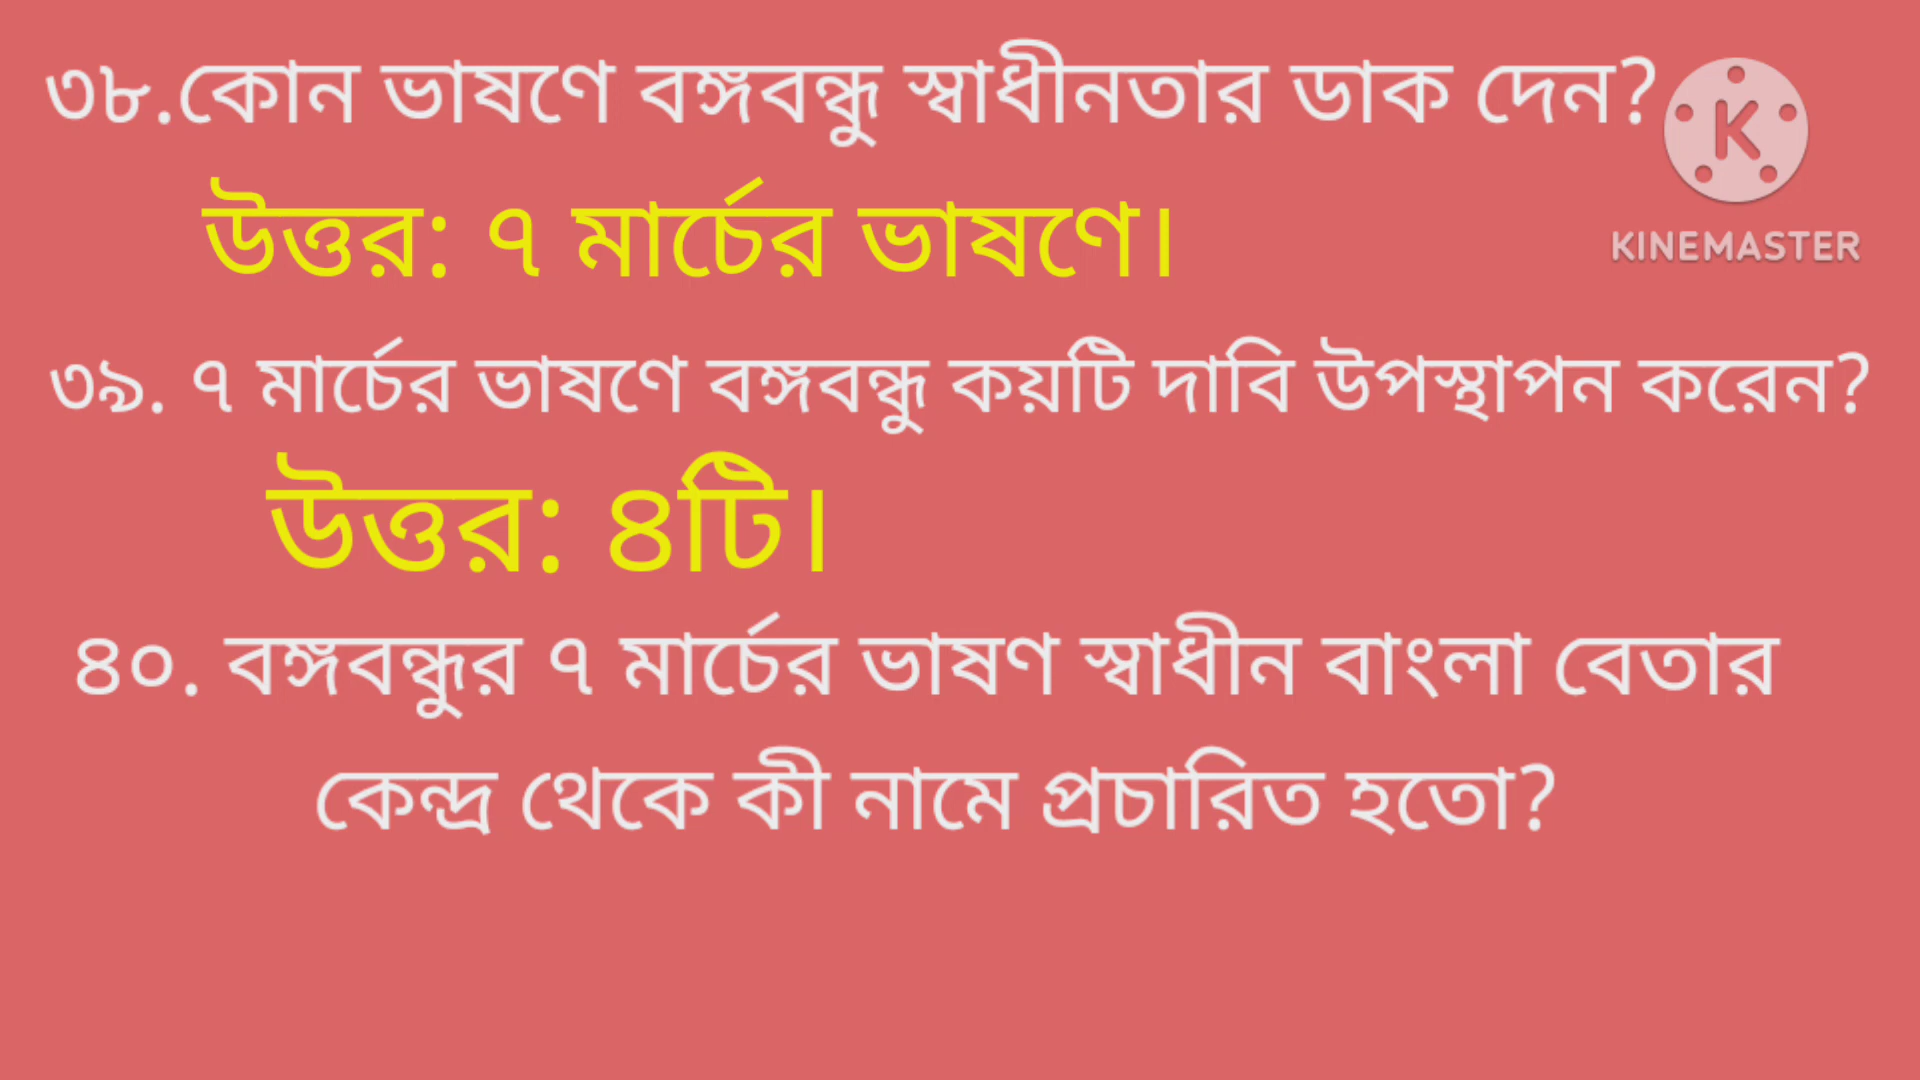 ৩৮.কোন ভাষণে বঙ্গবন্ধু স্বাধীনতার ডাক দেন?
উত্তর: ৭ মার্চের ভাষণে।
৩৯. ৭ মার্চের ভাষণে বঙ্গবন্ধু কয়টি দাবি উপস্থাপন করেন?
উত্তর: ৪টি।
৪০. বঙ্গবন্ধুর ৭ মার্চের ভাষণ স্বাধীন বাংলা বেতার
কেন্দ্র থেকে কী নামে প্রচারিত হতো?
K
KINEMASTER